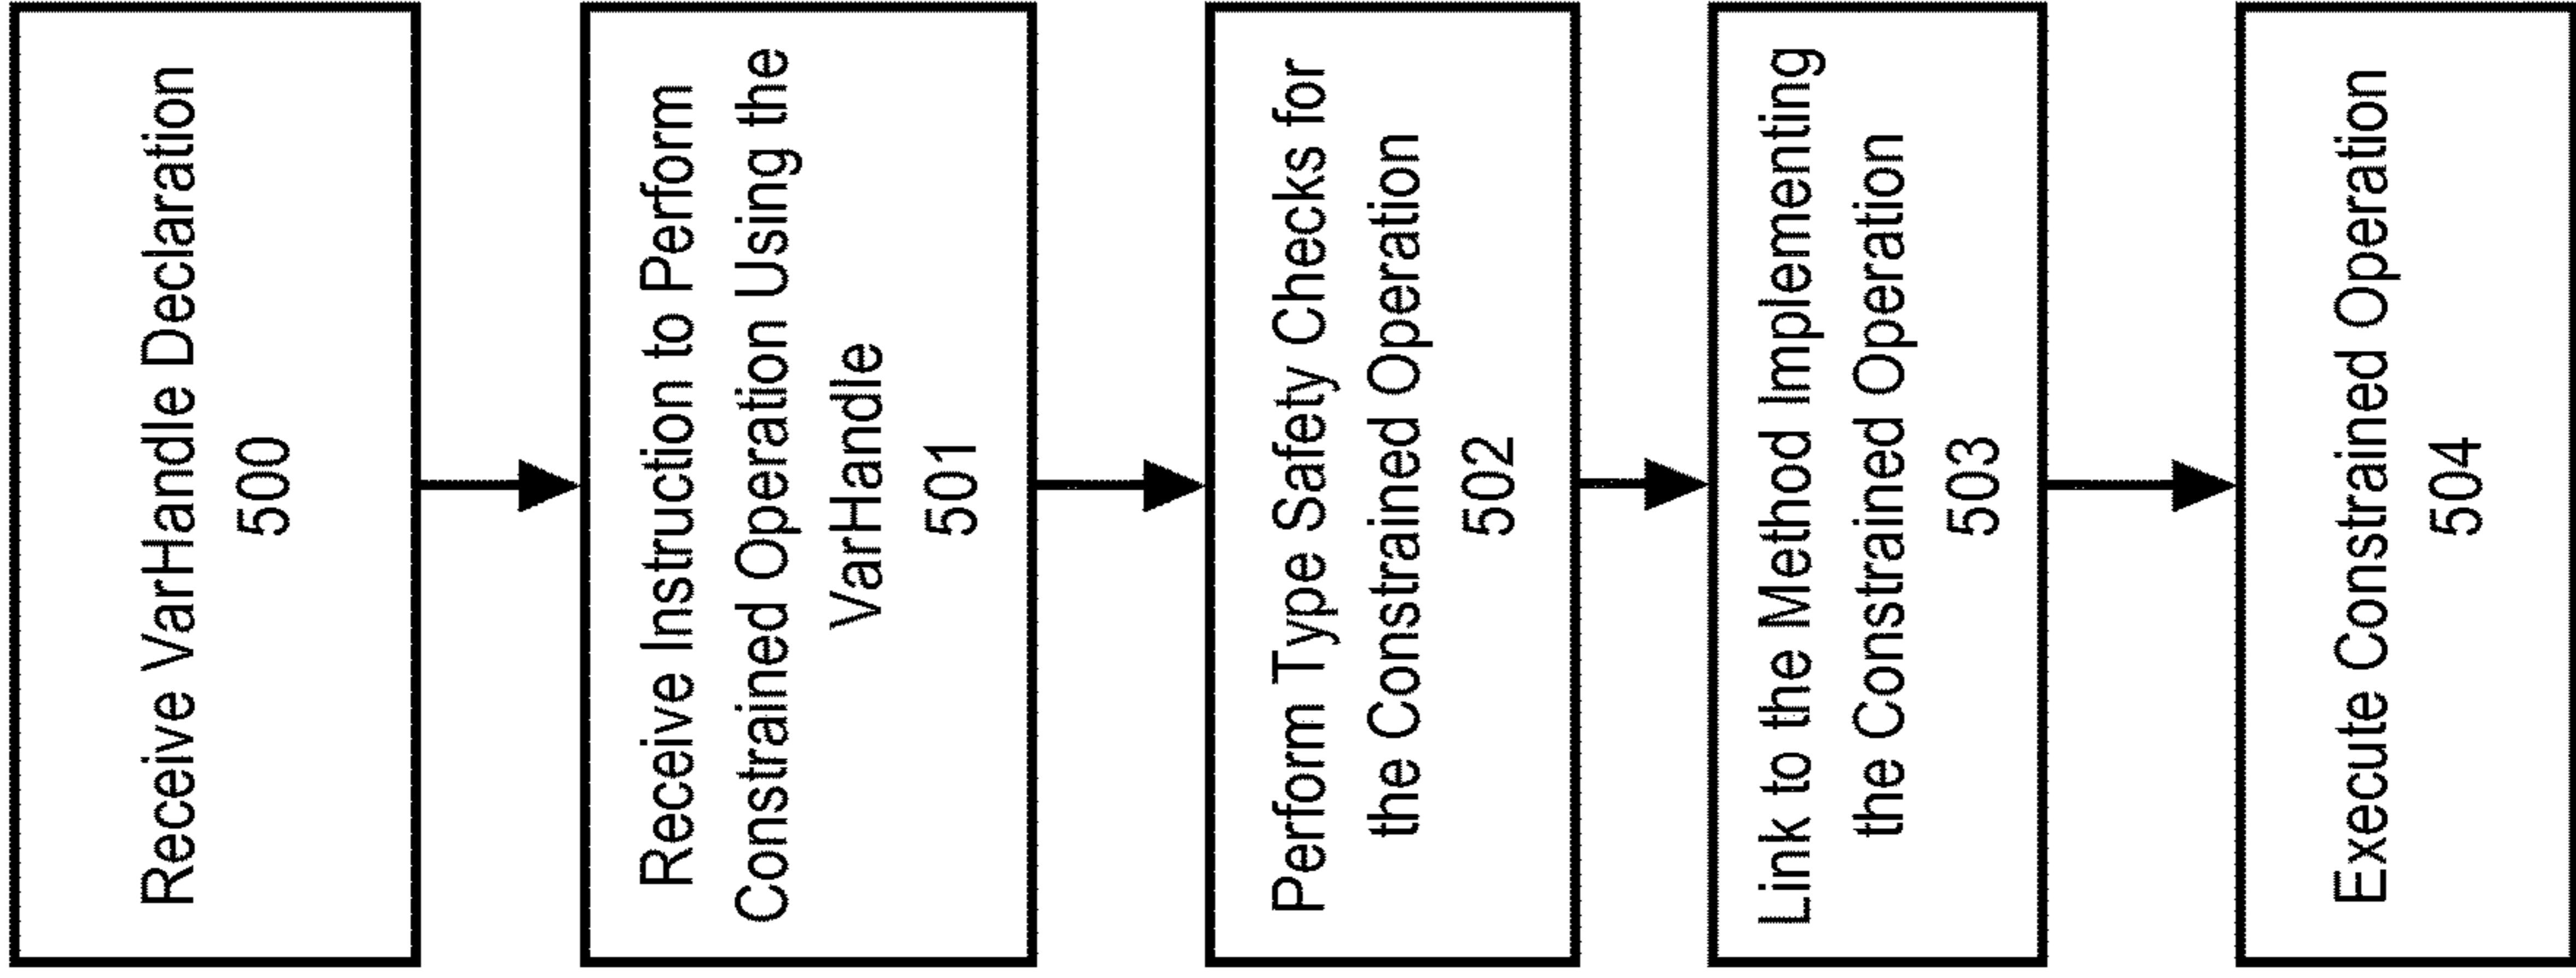 Receive VarHandle Declaration
500
Receive Instruction to Perform
Constrained Operation Using the
VarHandle
501
Perform Type Safety Checks for
the Constrained Operation
502
Link to the Method Implementing
the Constrained Operation
503
Execute Constrained Operation
504